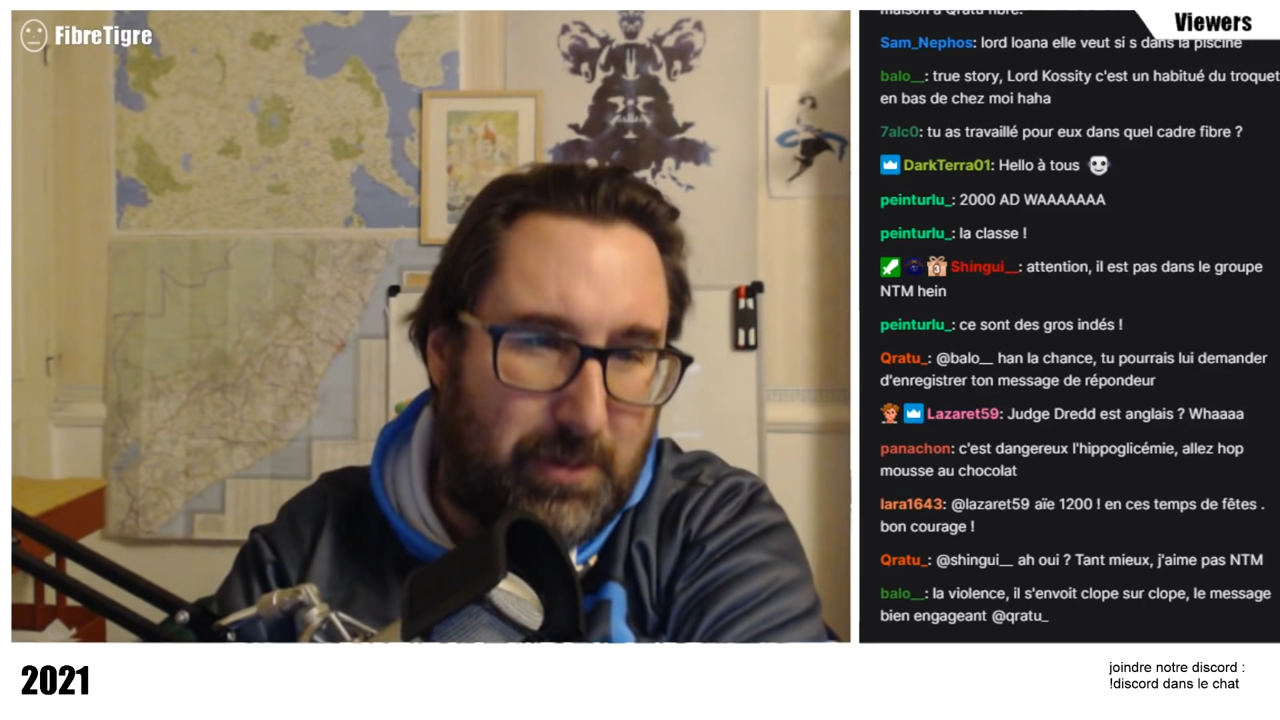 FibreTigre
Viewers
maison à Qratu fibre.
Sam_Nephos: lord loana elle veut si s dans la piscine
balo__: true story, Lord Kossity c'est un habitué du troquet
en bas de chez moi haha
7alc0: tu as travaillé pour eux dans quel cadre fibre ?
DarkTerra01: Hello à tous
peinturlu_: 2000 AD WAAAAAAA
peinturlu_: la classe !
3 Shingui__: attention, il est pas dans le groupe
NTM hein
peinturlu_: ce sont des gros indés !
Qratu_: @balo__ han la chance, tu pourrais lui demander
d'enregistrer ton message de répondeur
Lazaret59: Judge Dredd est anglais ? Whaaaa
panachon: c'est dangereux l'hippoglicémie, allez hop
mousse au chocolat
lara1643: @lazaret59 aïe 1200 ! en ces temps de fêtes .
bon courage !
Qratu_: @shingui__ ah oui ? Tant mieux, j'aime pas NTM
balo__: la violence, il s'envoit clope sur clope, le message
bien engageant @qratu_
2021
joindre notre discord :
!discord dans le chat